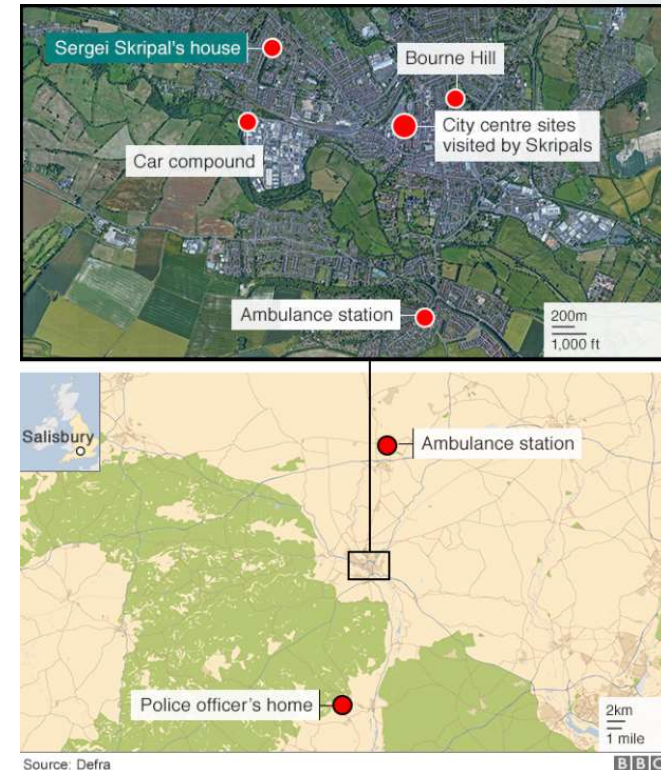 Sergei Skripal's house
Bourne Hill
City centre sites
visited by Skripals
Car compound
Ambulance station
200m
1,000 ft
Salisbury
Ambulance station
Police officer's home
2km
1 mile
Source: Defra
BBC